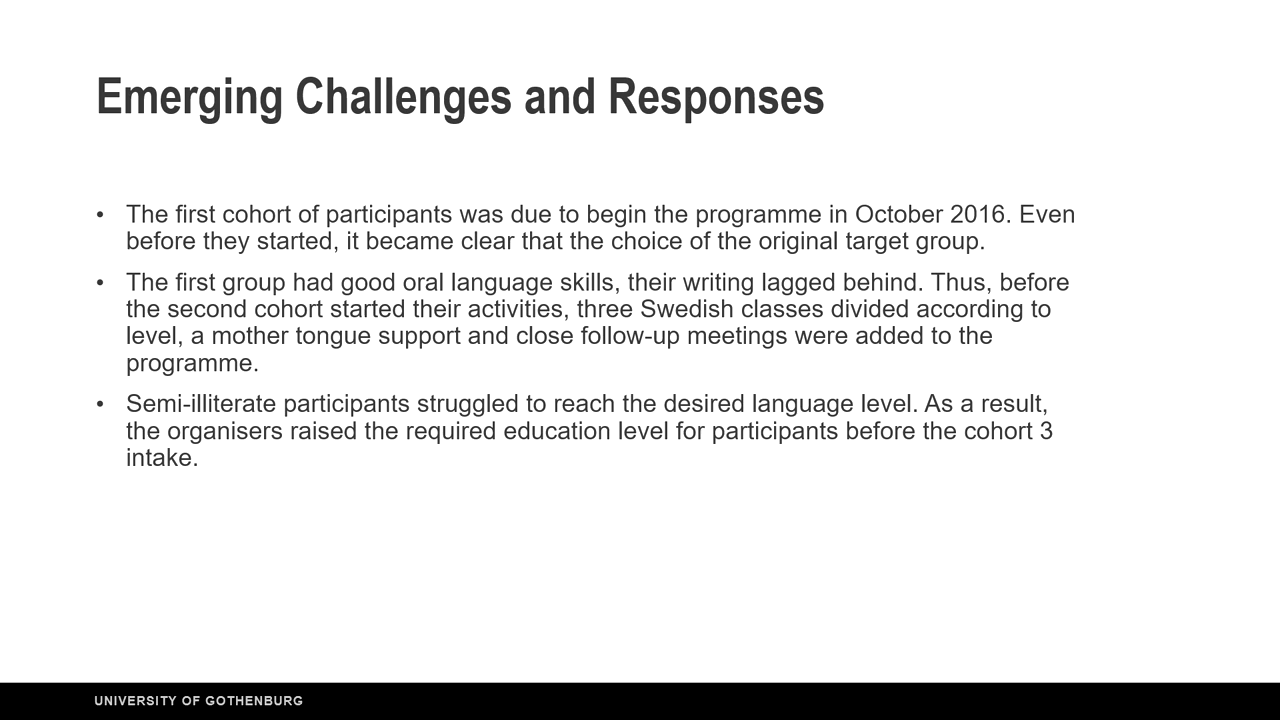 Emerging Challenges and Responses
• The first cohort of participants was due to begin the programme in October 2016. Even
before they started, it became clear that the choice of the original target group.
• The first group had good oral language skills, their writing lagged behind. Thus, before
the second cohort started their activities, three Swedish classes divided according to
level, a mother tongue support and close follow-up meetings were added to the
programme.
• Semi-illiterate participants struggled to reach the desired language level. As a result,
the organisers raised the required education level for participants before the cohort 3
intake.
UNIVERSITY OF GOTHENBURG